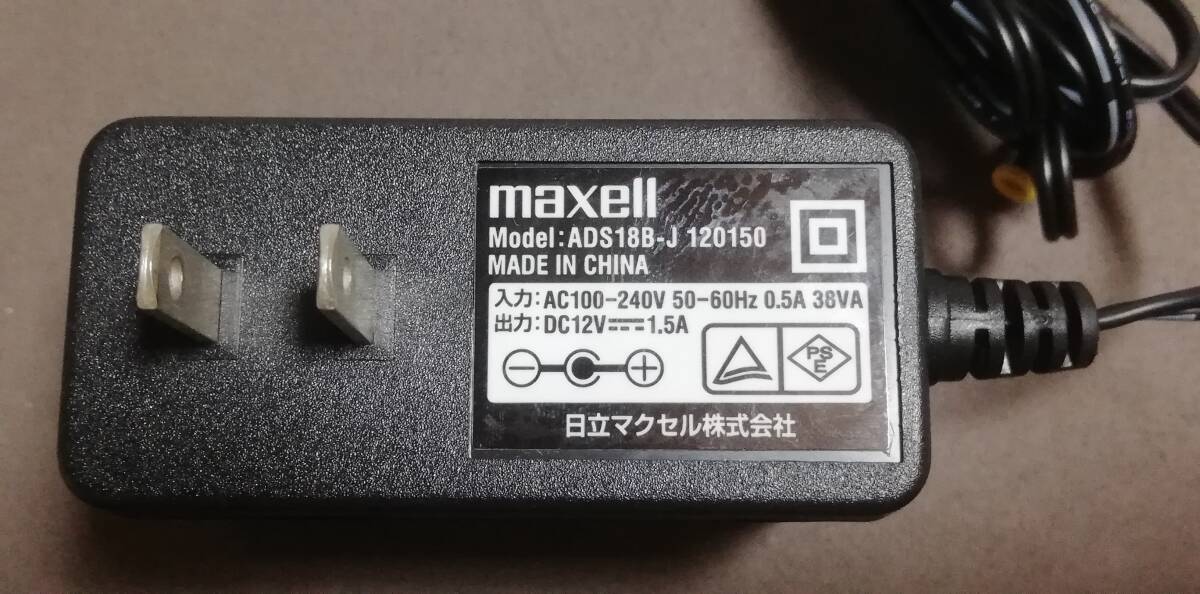 maxell
Model:ADS18B-J 120150
MADE IN CHINA
入力:AC100-240V 50-60Hz 0.5A 38VA
出力:DC12V⎓1.5A
PS
E
日立マクセル株式会社